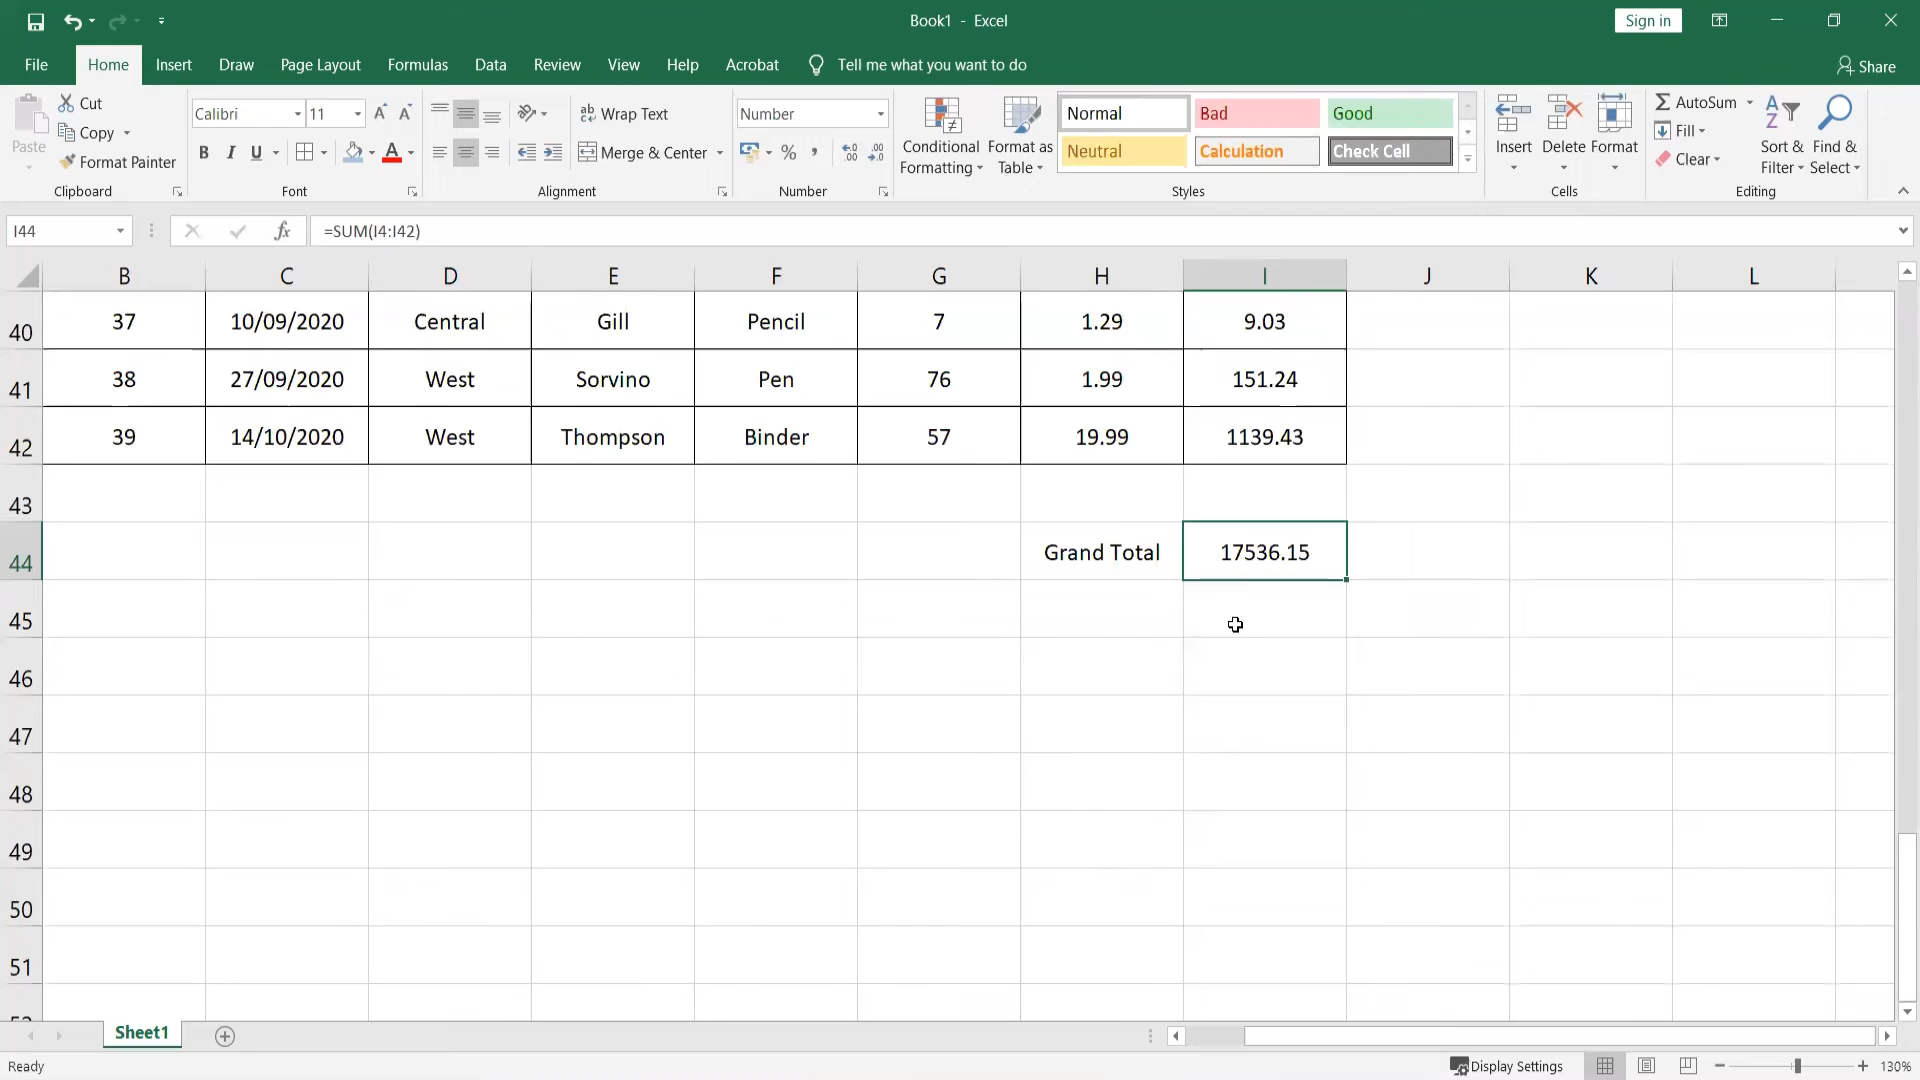 Book1 - Excel
Sign in
File Home Insert Draw Page Layout Formulas Data Review View Help Acrobat Tell me what you want to do Share
Paste
Cut
Copy
Format Painter
Clipboard
Calibri 11
B I U
Font
Wrap Text
Merge & Center
Alignment
Number
Number
Conditional Formatting
Format as Table
Normal Bad Good
Neutral Calculation Check Cell
Styles
Insert Delete Format
Cells
AutoSum
Fill
Clear
Sort & Filter
Find & Select
Editing
I44 fx =SUM(I4:I42)
B C D E F G H I J K L
40 37 10/09/2020 Central Gill Pencil 7 1.29 9.03
41 38 27/09/2020 West Sorvino Pen 76 1.99 151.24
42 39 14/10/2020 West Thompson Binder 57 19.99 1139.43
43
44 Grand Total 17536.15
45
46
47
48
49
50
51
52
Sheet1
Ready Display Settings 130%